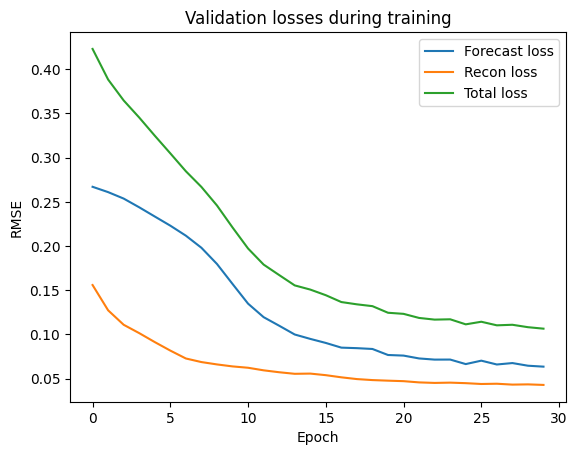 Validation losses during training
Forecast loss
Recon loss
Total loss
0.40
0.35
0.30
0.25
0.20
0.15
0.10
0.05
RMSE
0 5 10 15 20 25 30
Epoch